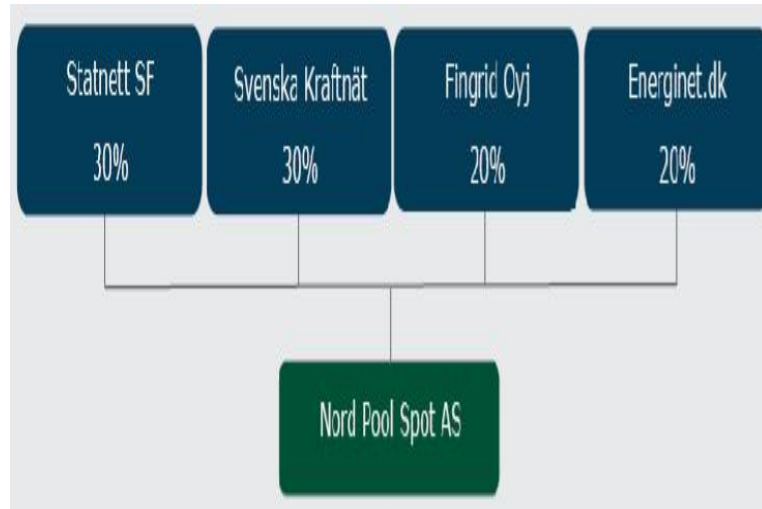 Statnett SF
30%
Svenska Kraftnät
30%
Fingrid Oyj
20%
Energinet.dk
20%
Nord Pool Spot AS